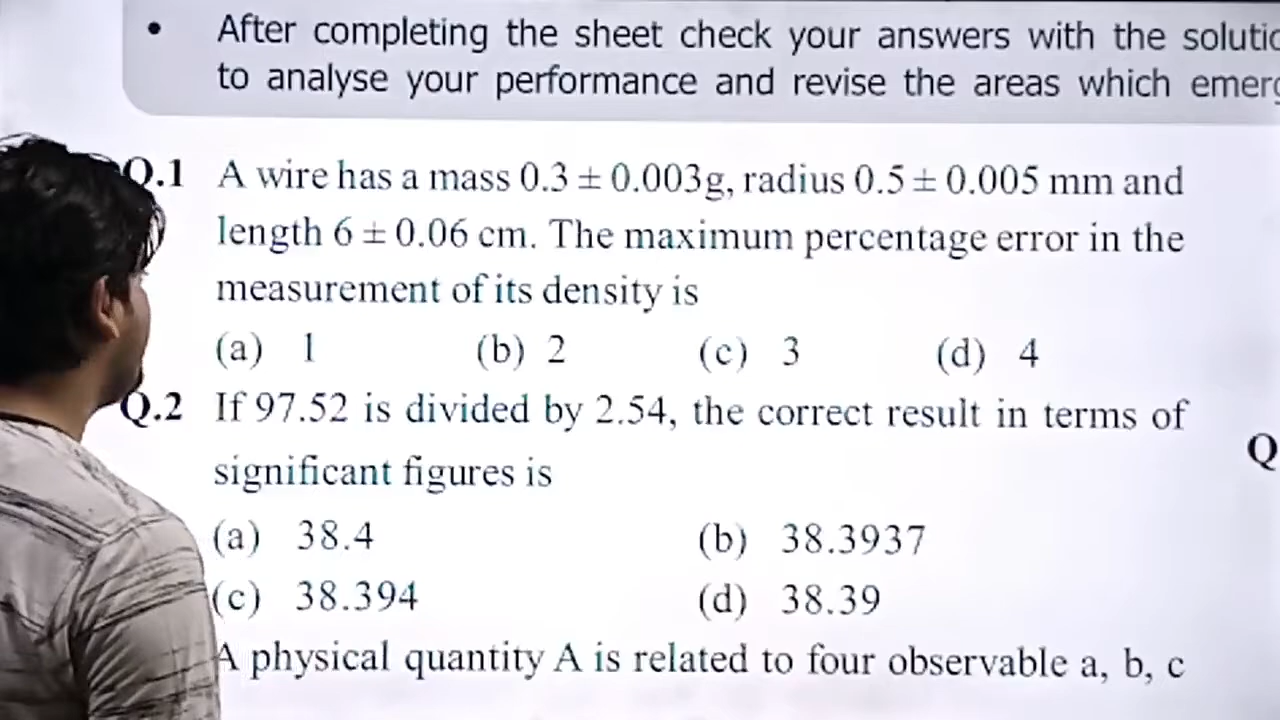 • After completing the sheet check your answers with the
to analyse your performance and revise the areas which
Q.1 A wire has a mass 0.3 ± 0.003g, radius 0.5 ± 0.005 mm and
length 6 ± 0.06 cm. The maximum percentage error in the
measurement of its density is
(a) 1 (b) 2 (c) 3 (d) 4
Q.2 If 97.52 is divided by 2.54, the correct result in terms of
significant figures is
(a) 38.4 (b) 38.3937
(c) 38.394 (d) 38.39
A physical quantity A is related to four observable a, b, c
Q